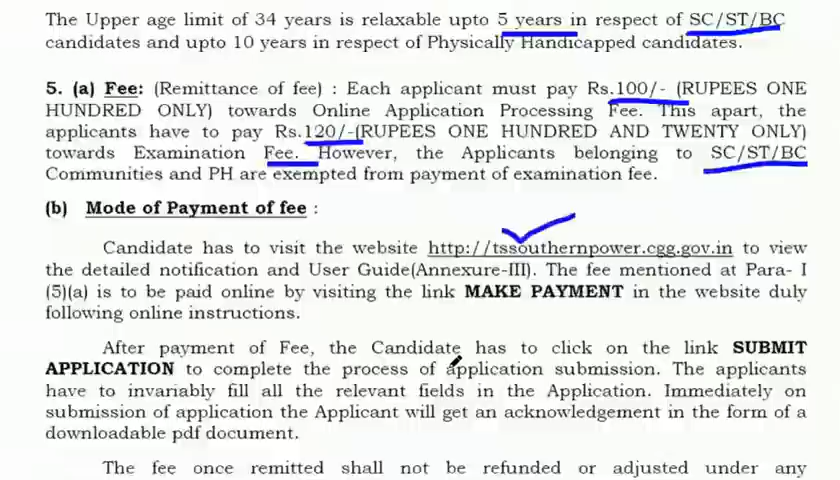 The Upper age limit of 34 years is relaxable upto 5 years in respect of SC/ST/BC
candidates and upto 10 years in respect of Physically Handicapped candidates.
5. (a) Fee: (Remittance of fee) : Each applicant must pay Rs.100/- (RUPEES ONE
HUNDRED ONLY) towards Online Application Processing Fee. This apart, the
applicants have to pay Rs.120/-(RUPEES ONE HUNDRED AND TWENTY ONLY)
towards Examination Fee. However, the Applicants belonging to SC/ST/BC
Communities and PH are exempted from payment of examination fee.
(b) Mode of Payment of fee :
Candidate has to visit the website http://tssouthernpower.cgg.gov.in to view
the detailed notification and User Guide(Annexure-III). The fee mentioned at Para- I
(5)(a) is to be paid online by visiting the link MAKE PAYMENT in the website duly
following online instructions.
After payment of Fee, the Candidate has to click on the link SUBMIT
APPLICATION to complete the process of application submission. The applicants
have to invariably fill all the relevant fields in the Application. Immediately on
submission of application the Applicant will get an acknowledgement in the form of a
downloadable pdf document.
The fee once remitted shall not be refunded or adjusted under any